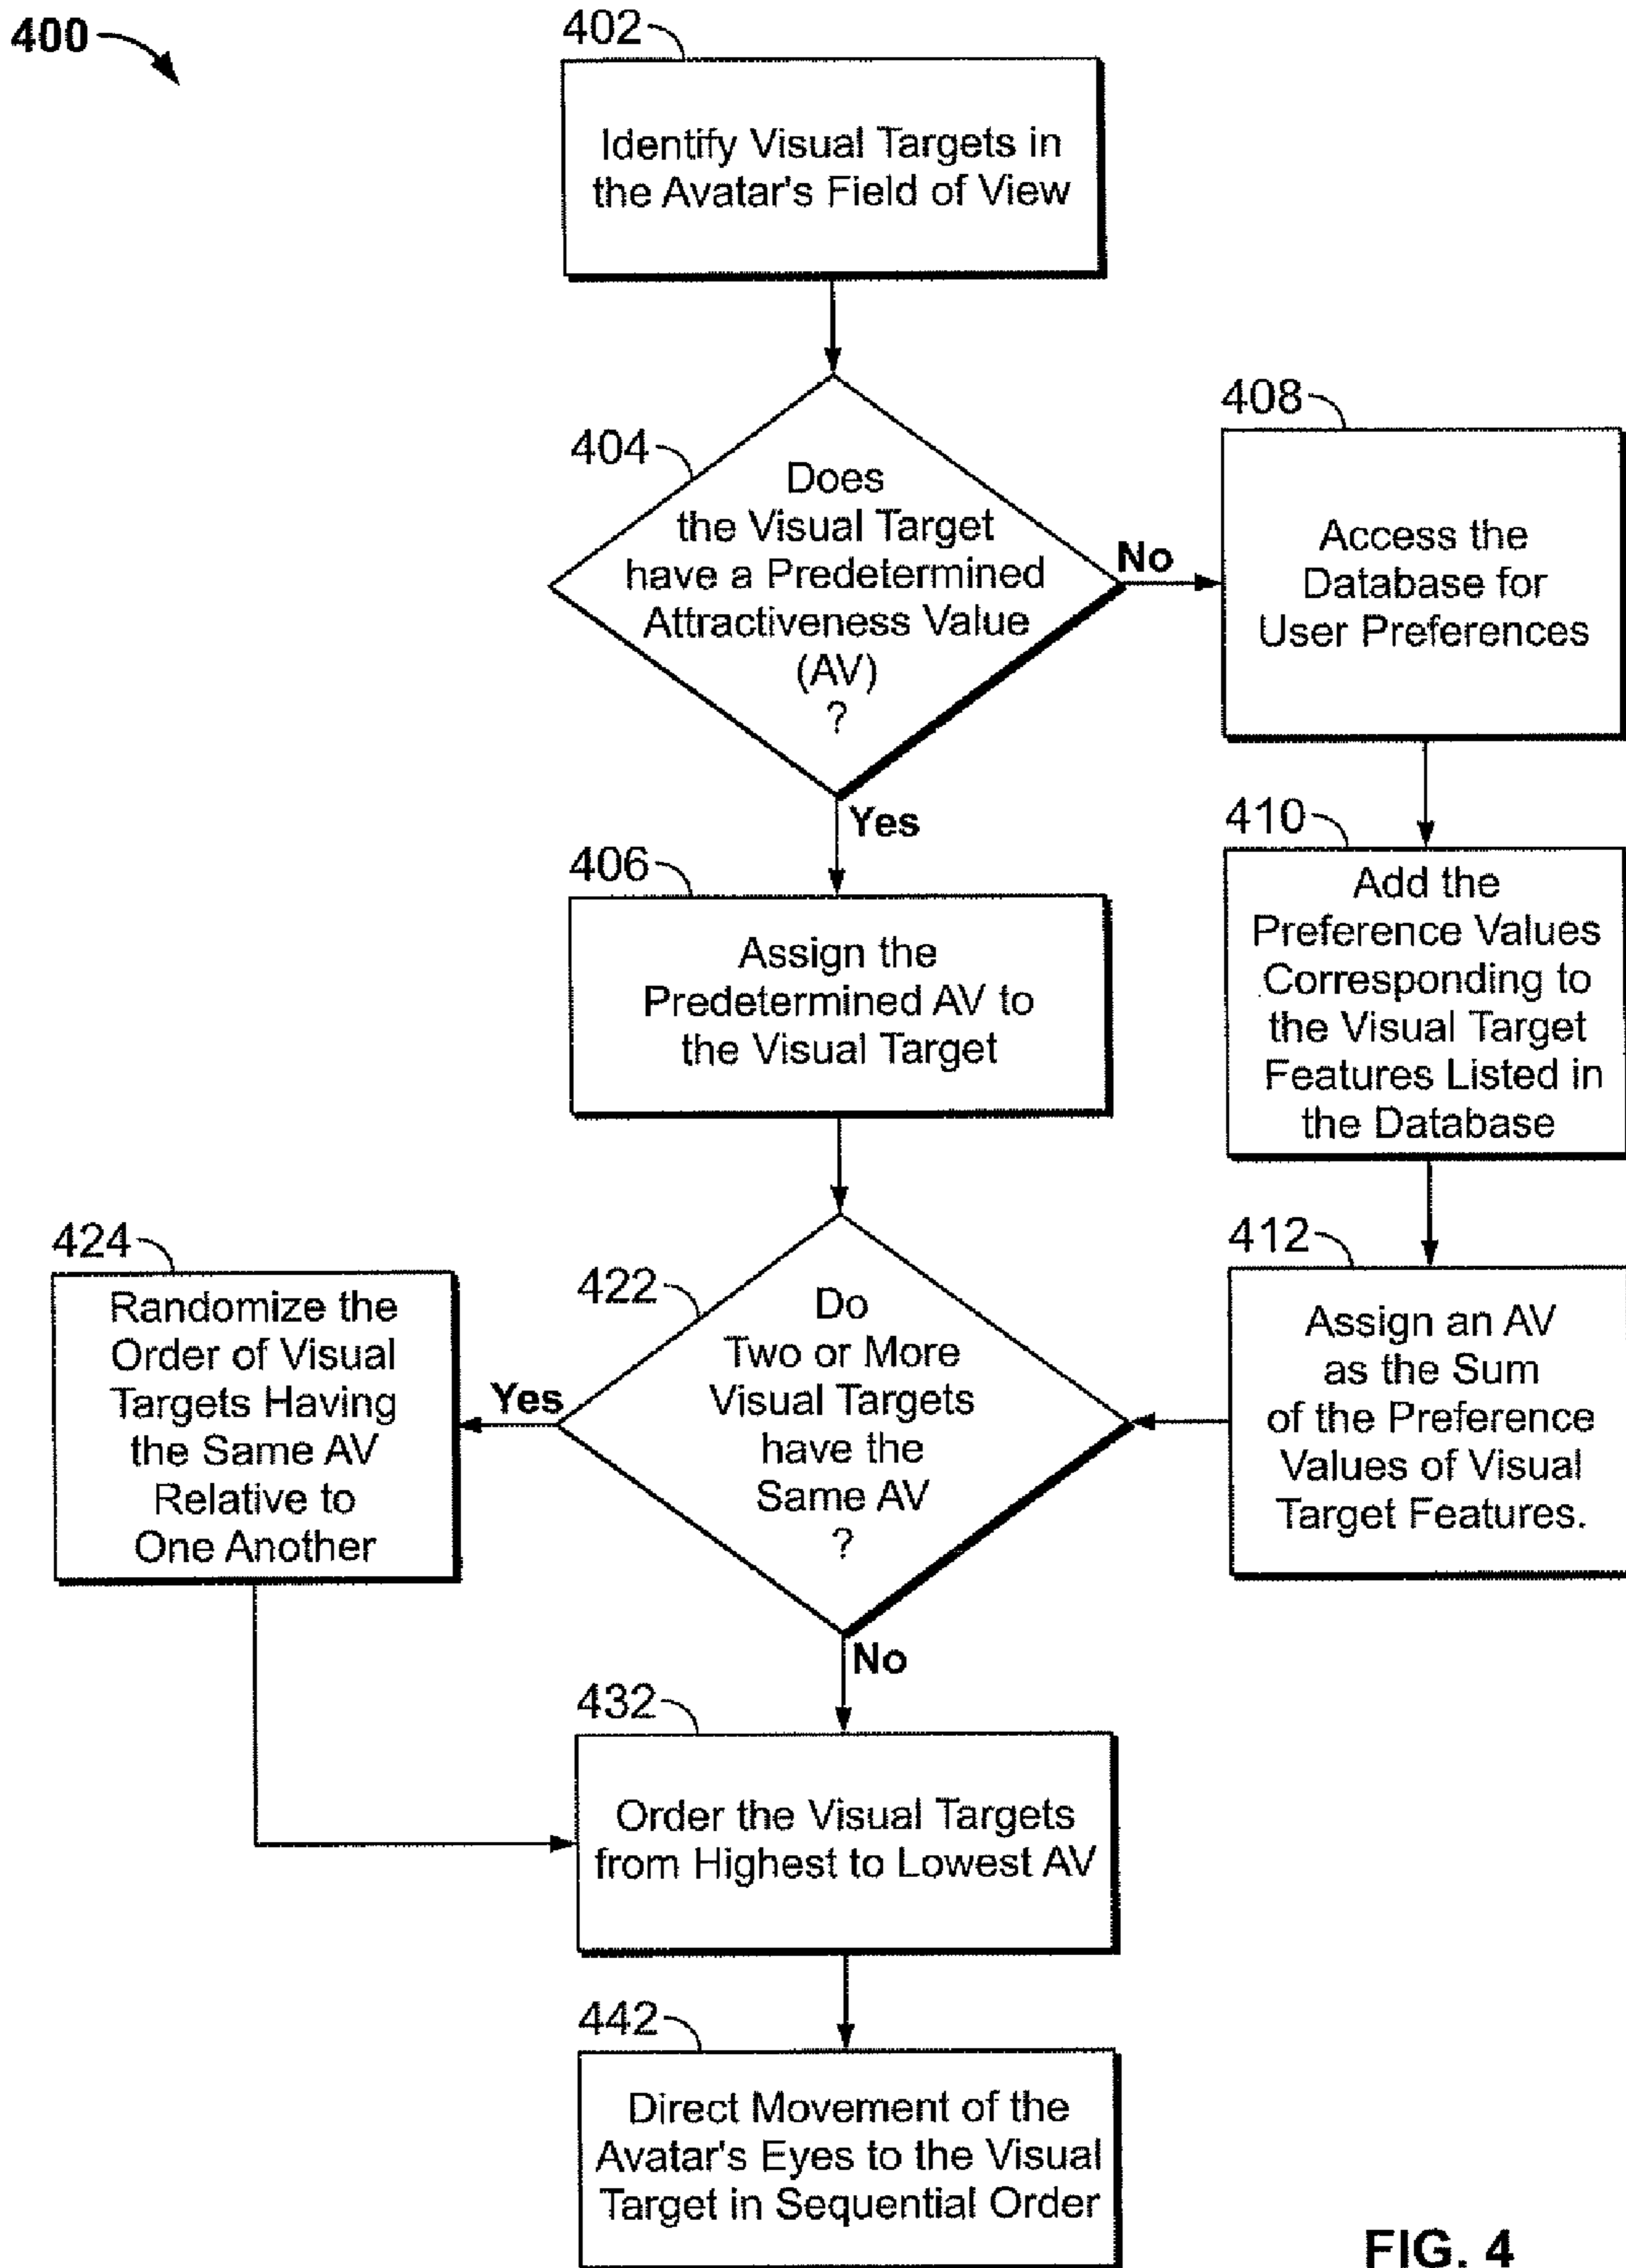 400
402
Identify Visual Targets in
the Avatar's Field of View
404
Does
the Visual Target
have a Predetermined
Attractiveness Value
(AV)
?
No
Yes
408
Access the
Database for
User Preferences
406
Assign the
Predetermined AV to
the Visual Target
410
Add the
Preference Values
Corresponding to
the Visual Target
Features Listed in
the Database
412
Assign an AV
as the Sum
of the Preference
Values of Visual
Target Features.
422
Do
Two or More
Visual Targets
have the
Same AV
?
Yes
No
424
Randomize the
Order of Visual
Targets Having
the Same AV
Relative to
One Another
432
Order the Visual Targets
from Highest to Lowest AV
442
Direct Movement of the
Avatar's Eyes to the Visual
Target in Sequential Order
FIG. 4